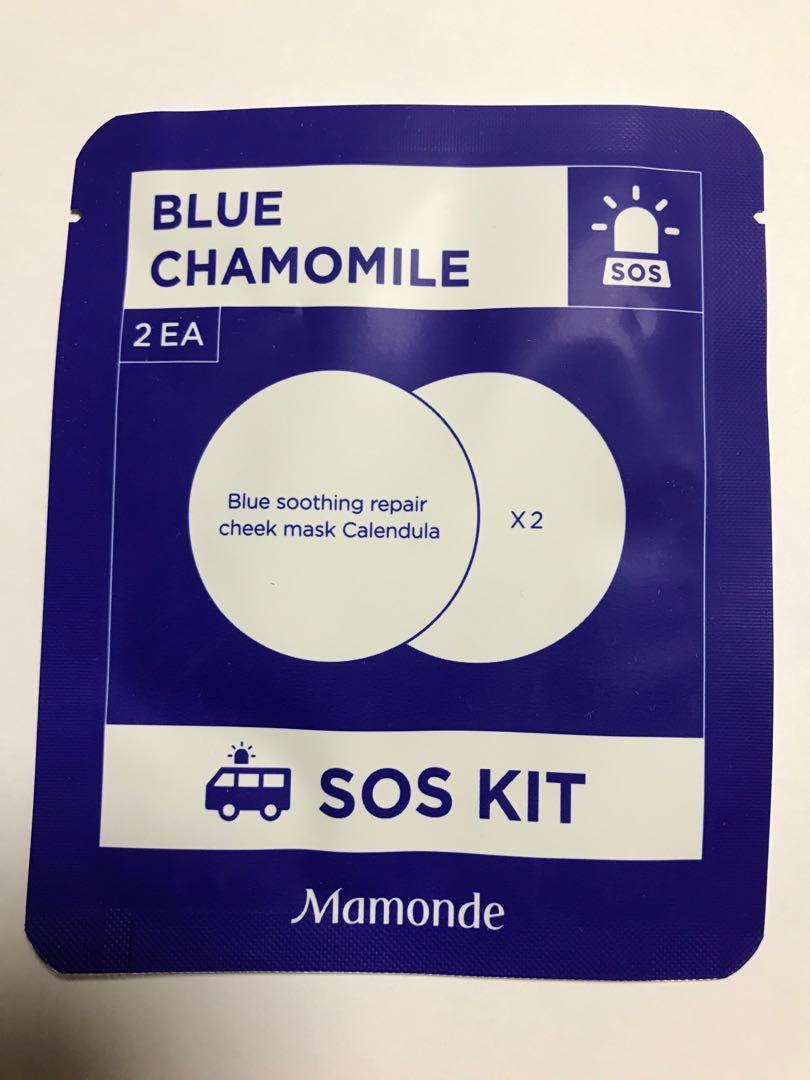 BLUE
CHAMOMILE
SOS
2 EA
Blue soothing repair
cheek mask Calendula
X2
SOS KIT
Mamonde